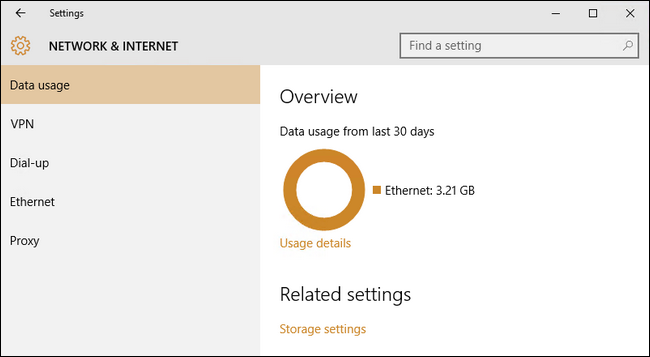 Settings
NETWORK & INTERNET
Find a setting
Data usage
VPN
Dial-up
Ethernet
Proxy
Overview
Data usage from last 30 days
Ethernet: 3.21 GB
Usage details
Related settings
Storage settings